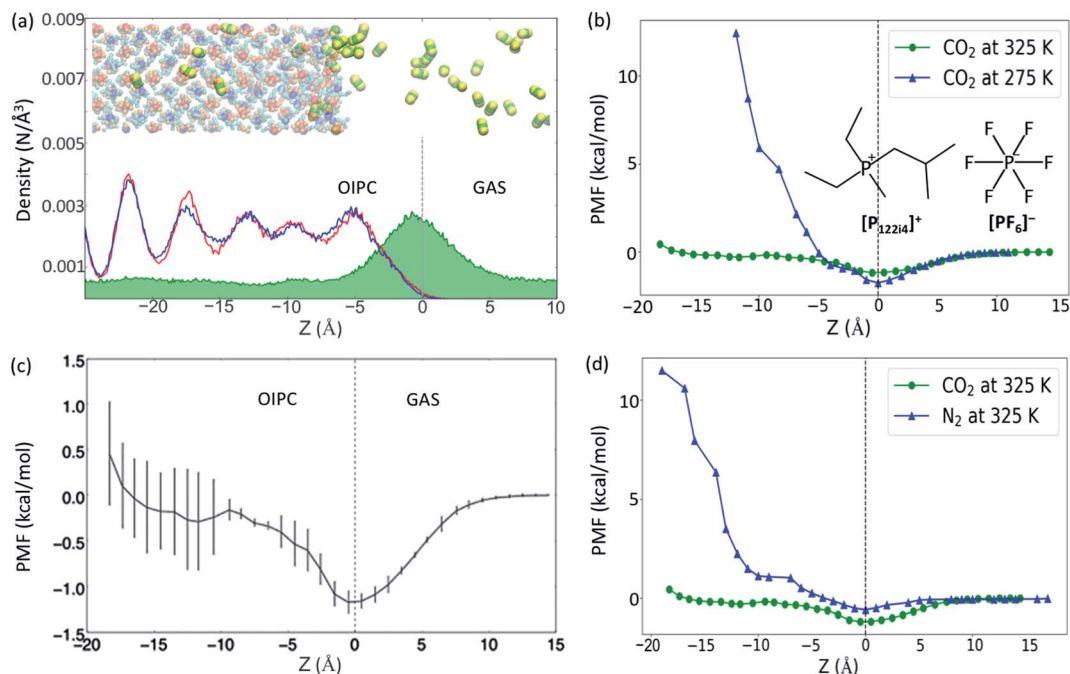 (a)
Density (N/Å³)
0.009
0.007
0.005
0.003
0.001
OIPC
GAS
−20 −15 −10 −5 0 5 10
Z (Å)
(b)
PMF (kcal/mol)
10
5
0
CO₂ at 325 K
CO₂ at 275 K
P +
F F
F P − F
F F
[P₁₂₂ᵢ₄]⁺ [PF₆]⁻
−20 −15 −10 −5 0 5 10 15
Z (Å)
(c)
PMF (kcal/mol)
1.5
1.0
0.5
0.0
−0.5
−1.0
−1.5
OIPC GAS
−20 −15 −10 −5 0 5 10 15
Z (Å)
(d)
PMF (kcal/mol)
10
5
0
CO₂ at 325 K
N₂ at 325 K
−20 −15 −10 −5 0 5 10 15
Z (Å)